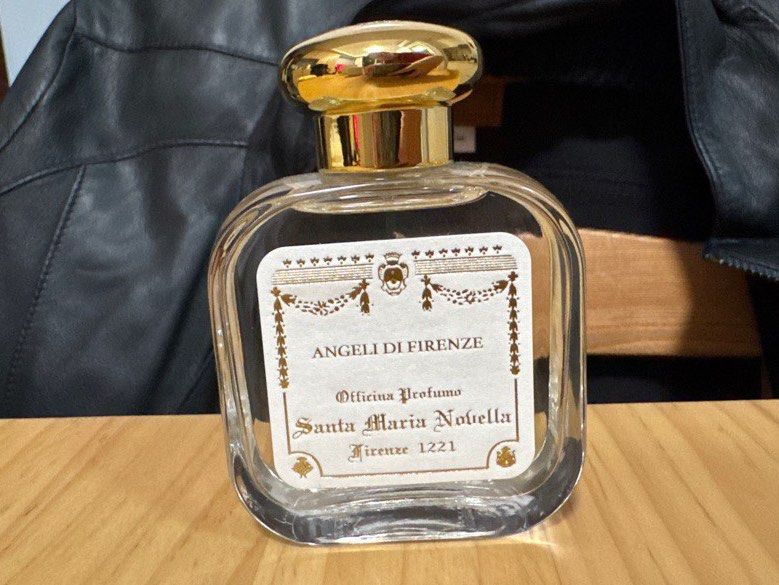 ANGELI DI FIRENZE
Officina Profumo
Santa Maria Novella
Firenze 1221